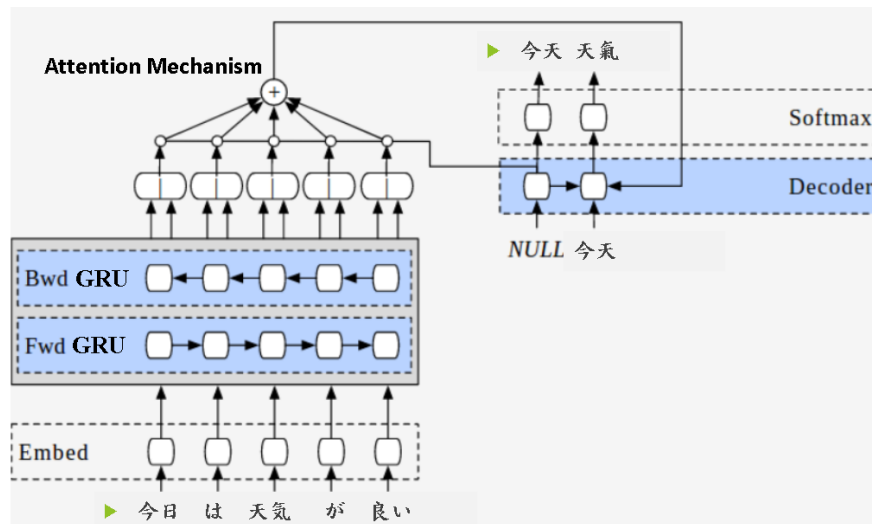 Attention Mechanism
今天 天氣
Softmax
Decoder
NULL 今天
Bwd GRU
Fwd GRU
Embed
今日 は 天気 が 良い